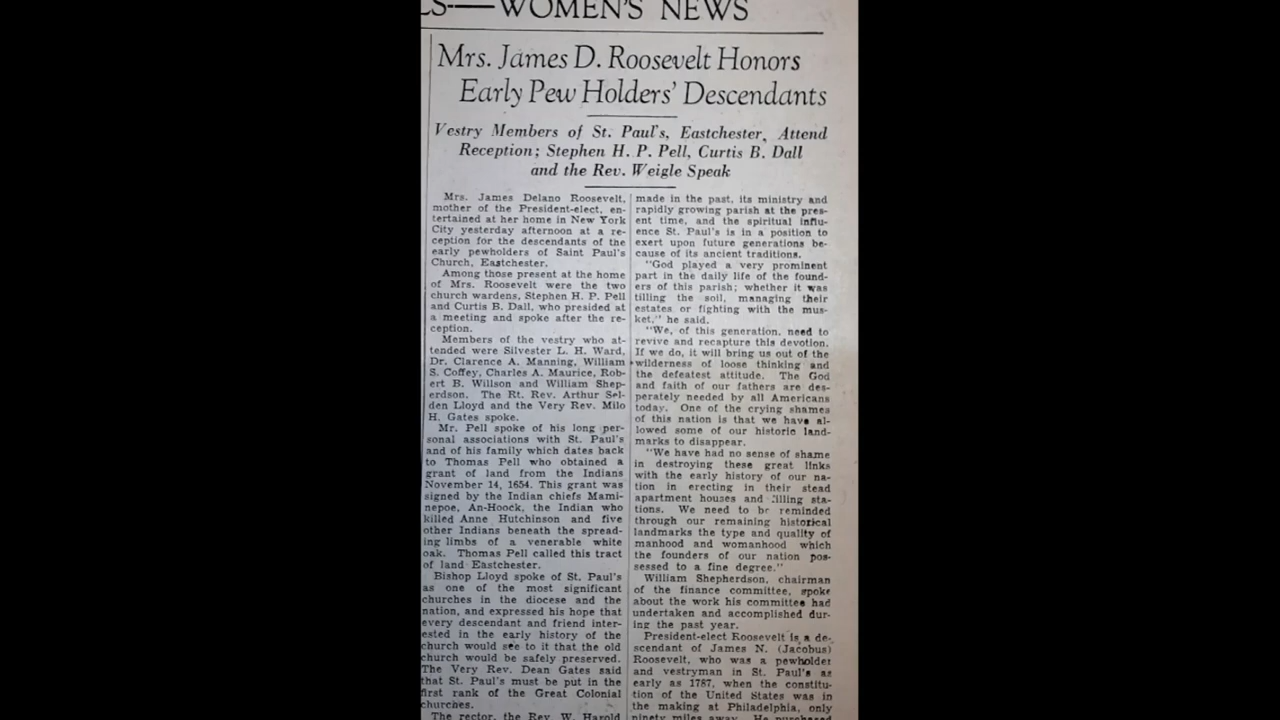 LS—WOMEN'S NEWS
Mrs. James D. Roosevelt Honors
Early Pew Holders' Descendants
Vestry Members of St. Paul's, Eastchester, Attend
Reception; Stephen H. P. Pell, Curtis B. Dall
and the Rev. Weigle Speak
Mrs. James Delano Roosevelt,
mother of the President-elect, en-
tertained at her home in New York
City yesterday afternoon at a re-
ception for the descendants of the
early pewholders of Saint Paul's
Church, Eastchester.
Among those present at the home
of Mrs. Roosevelt were the two
church wardens, Stephen H. P. Pell
and Curtis B. Dall, who presided at
a meeting and spoke after the re-
ception.
Members of the vestry who at-
tended were Silvester L. H. Ward,
Dr. Clarence A. Manning, William
S. Coffey, Charles A. Maurice, Rob-
ert B. Willson and William Shep-
erdson. The Rt. Rev. Arthur Sel-
den Lloyd and the Very Rev. Milo
H. Gates spoke.
Mr. Pell spoke of his long per-
sonal associations with St. Paul's
and of his family which dates back
to Thomas Pell who obtained a
grant of land from the Indians
November 14, 1654. This grant was
signed by the Indian chiefs Mami-
nepoe, An-Hoock, the Indian who
killed Anne Hutchinson and five
other Indians beneath the spread-
ing limbs of a venerable white
oak. Thomas Pell called this tract
of land Eastchester.
Bishop Lloyd spoke of St. Paul's
as one of the most significant
churches in the diocese and the
nation, and expressed his hope that
every descendant and friend inter-
ested in the early history of the
church would see to it that the old
church would be safely preserved.
The Very Rev. Dean Gates said
that St. Paul's must be put in the
first rank of the Great Colonial
churches.
The rector, the Rev. W. Harold
made in the past, its ministry and
rapidly growing parish at the pres-
ent time, and the spiritual influ-
ence St. Paul's is in a position to
exert upon future generations be-
cause of its ancient traditions.
"God played a very prominent
part in the daily life of the found-
ers of this parish; whether it was
tilling the soil, managing their
estates or fighting with the mus-
ket," he said.
"We, of this generation, need to
revive and recapture this devotion.
If we do, it will bring us out of the
wilderness of loose thinking and
the defeatest attitude. The God
and faith of our fathers are des-
perately needed by all Americans
today. One of the crying shames
of this nation is that we have al-
lowed some of our historic land-
marks to disappear.
"We have had no sense of shame
in destroying these great links
with the early history of our na-
tion in erecting in their stead
apartment houses and filling sta-
tions. We need to be reminded
through our remaining historical
landmarks the type and quality of
manhood and womanhood which
the founders of our nation pos-
sessed to a fine degree."
William Shepherdson, chairman
of the finance committee, spoke
about the work his committee had
undertaken and accomplished dur-
ing the past year.
President-elect Roosevelt is a de-
scendant of James N. (Jacobus)
Roosevelt, who was a pewholder
and vestryman in St. Paul's as
early as 1787, when the constitu-
tion of the United States was in
the making at Philadelphia, only
ninety miles away. He purchased